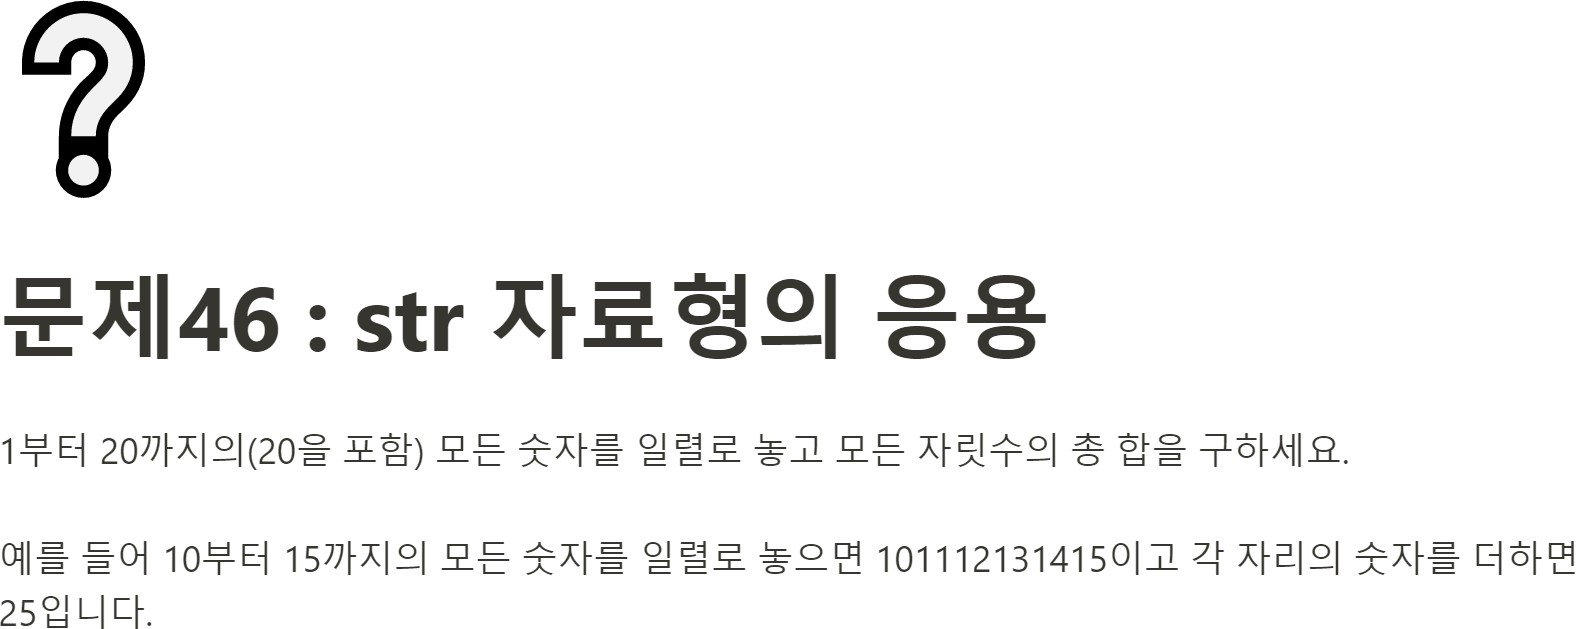 문제46 : str 자료형의 응용
1부터 20까지의(20을 포함) 모든 숫자를 일렬로 놓고 모든 자릿수의 총 합을 구하세요.
예를 들어 10부터 15까지의 모든 숫자를 일렬로 놓으면 101112131415이고 각 자리의 숫자를 더하면
25입니다.